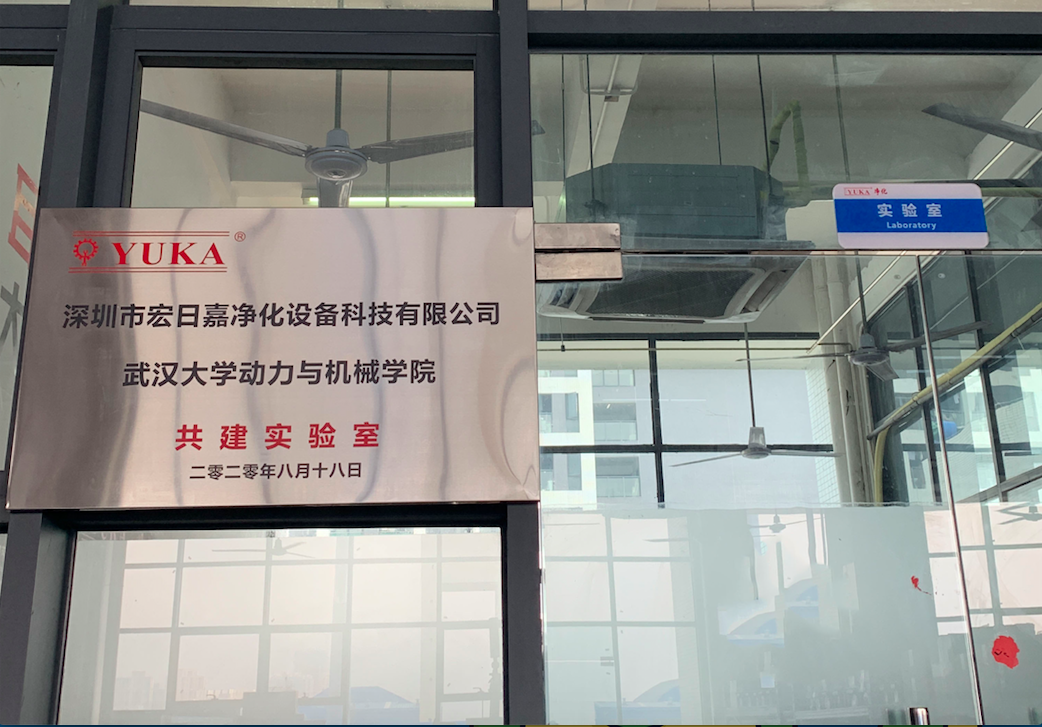 YUKA®
深圳市宏日嘉净化设备科技有限公司
武汉大学动力与机械学院
共建实验室
二零二零年八月十八日
YUKA 净化
实验室
Laboratory